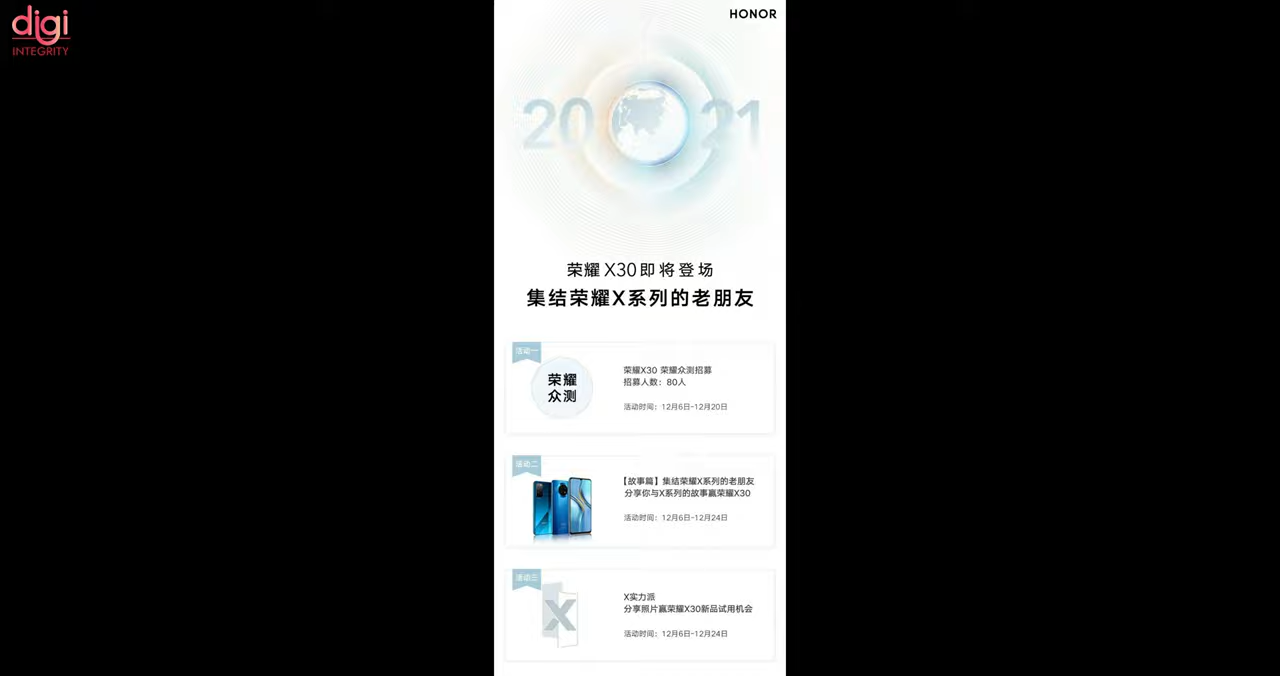 digi
INTEGRITY
HONOR
2021
荣耀X30即将登场
集结荣耀X系列的老朋友
活动一
荣耀
众测
荣耀X30 荣耀众测招募
招募人数：80人
活动时间：12月6日-12月20日
活动二
【故事篇】集结荣耀X系列的老朋友
分享你与X系列的故事赢荣耀X30
活动时间：12月6日-12月24日
活动三
X
X实力派
分享照片赢荣耀X30新品试用机会
活动时间：12月6日-12月24日